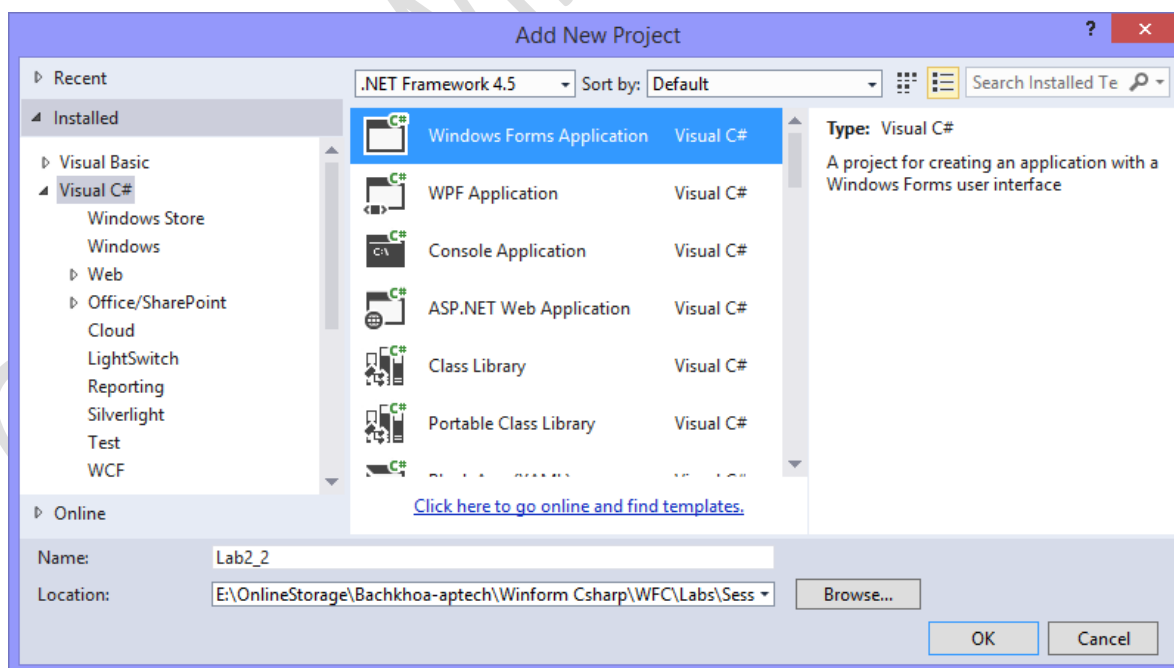 Add New Project
?
Recent
.NET Framework 4.5 Sort by: Default Search Installed Te
Installed
Visual Basic
Visual C#
Windows Store
Windows
Web
Office/SharePoint
Cloud
LightSwitch
Reporting
Silverlight
Test
WCF
Online
C# Windows Forms Application Visual C#
C# WPF Application Visual C#
C# C:\ Console Application Visual C#
C# ASP.NET Web Application Visual C#
C# Class Library Visual C#
C# Portable Class Library Visual C#
C#
Click here to go online and find templates.
Type: Visual C#
A project for creating an application with a
Windows Forms user interface
Name: Lab2_2
Location: E:\OnlineStorage\Bachkhoa-aptech\Winform Csharp\WFC\Labs\Sess Browse...
OK Cancel